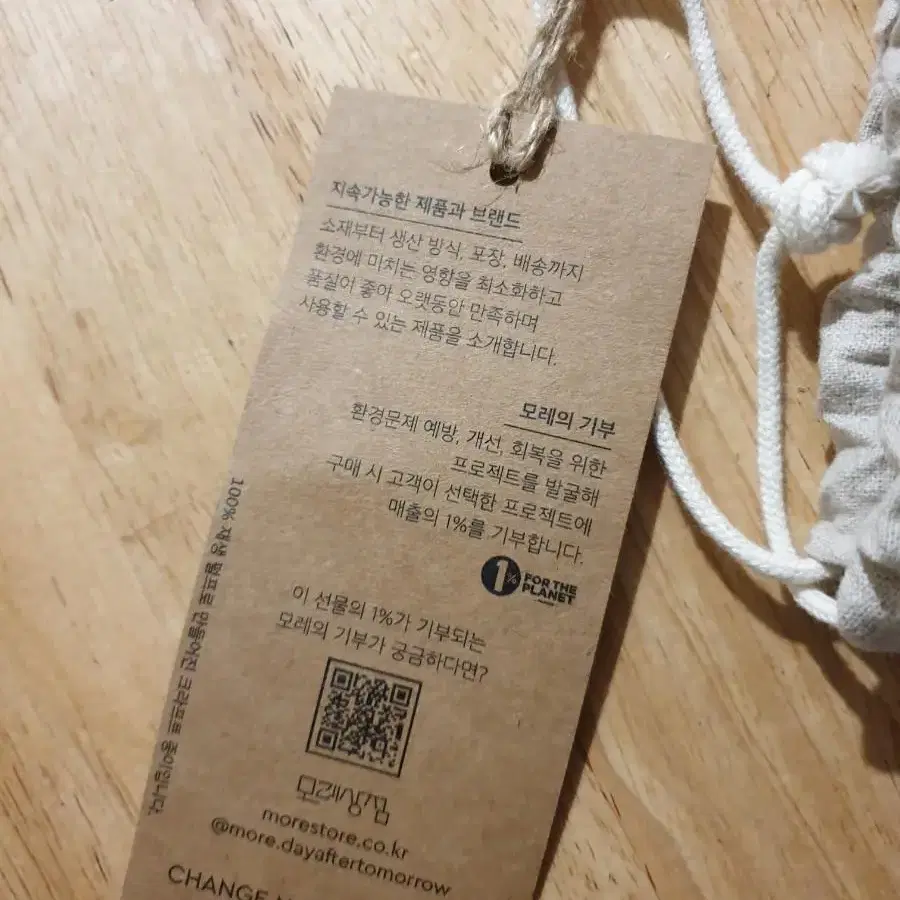 지속가능한 제품과 브랜드
소재부터 생산 방식, 포장, 배송까지
환경에 미치는 영향을 최소화하고
품질이 좋아 오랫동안 만족하며
사용할 수 있는 제품을 소개합니다.
모레의 기부
환경문제 예방, 개선, 회복을 위한
프로젝트를 발굴해
구매 시 고객이 선택한 프로젝트에
매출의 1%를 기부합니다.
1%
FOR THE
PLANET
이 선물의 1%가 기부되는
모레의 기부가 궁금하다면?
모레상점
morestore.co.kr
@more.dayaftertomorrow
CHANGE
100% 재생 펄프로 만들어진 크라프트 종이입니다.